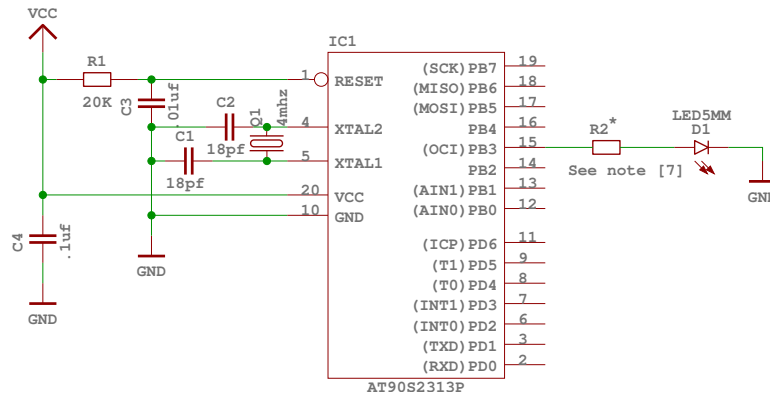 VCC
IC1
R1
20K
C3
.01uf
C2
18pf
C1
18pf
Q1
4mhz
C4
.1uf
GND
GND
1
RESET
4
XTAL2
5
XTAL1
20
VCC
10
GND
(SCK)PB7 19
(MISO)PB6 18
(MOSI)PB5 17
PB4 16
(OCI)PB3 15
PB2 14
(AIN1)PB1 13
(AIN0)PB0 12
(ICP)PD6 11
(T1)PD5 9
(T0)PD4 8
(INT1)PD3 7
(INT0)PD2 6
(TXD)PD1 3
(RXD)PD0 2
AT90S2313P
R2*
See note [7]
LED5MM
D1
GND